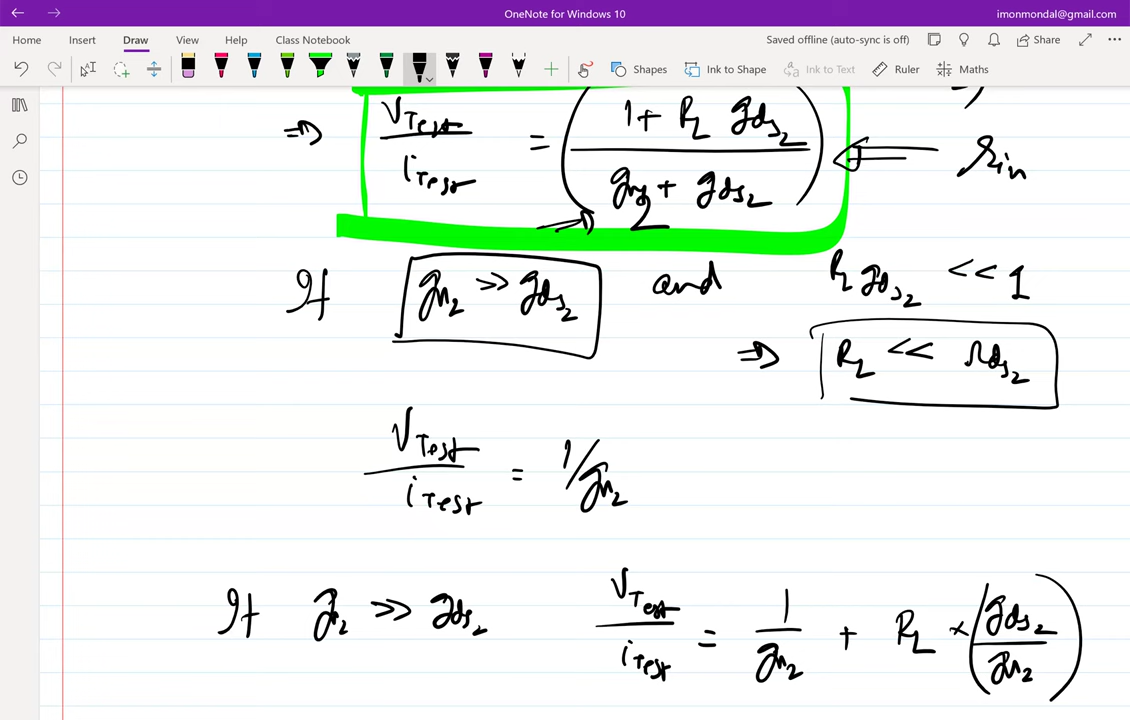 OneNote for Windows 10
imonmondal@gmail.com
Home Insert Draw View Help Class Notebook
Saved offline (auto-sync is off) Share
Shapes Ink to Shape Ink to Text Ruler Maths
⇒ vTest / iTest = ( (1 + RL gds2) / (gm2 + gds2) ) ⇐ rin
If gm2 >> gds2 and RL gds2 << 1
⇒ RL << rds2
vTest / iTest = 1/gm2
If gm2 >> gds2 vTest / iTest = 1/gm2 + RL × (gds2 / gm2)